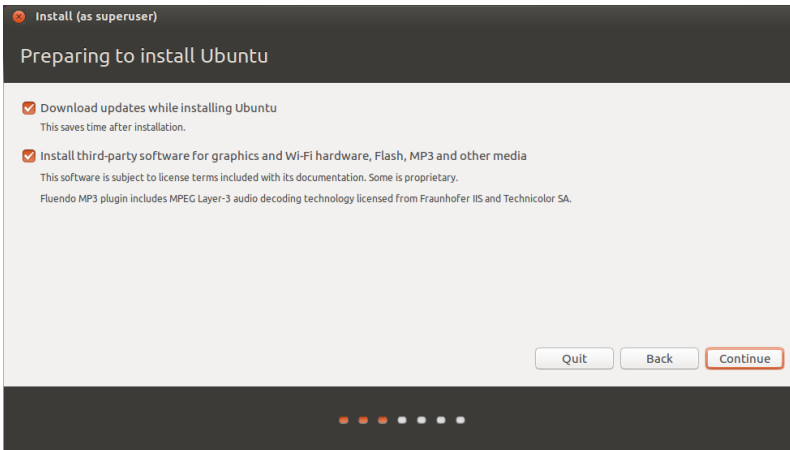 Install (as superuser)
Preparing to install Ubuntu
Download updates while installing Ubuntu
This saves time after installation.
Install third-party software for graphics and Wi-Fi hardware, Flash, MP3 and other media
This software is subject to license terms included with its documentation. Some is proprietary.
Fluendo MP3 plugin includes MPEG Layer-3 audio decoding technology licensed from Fraunhofer IIS and Technicolor SA.
Quit Back Continue